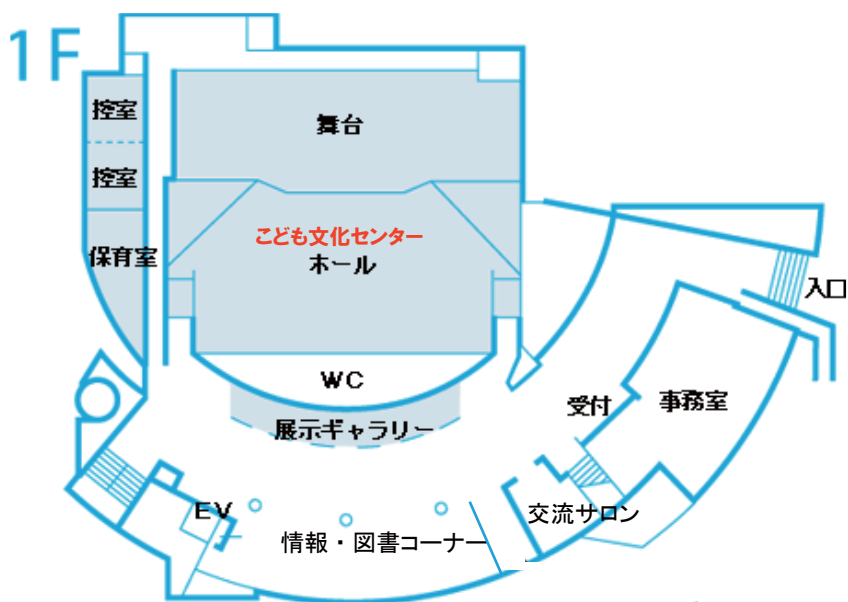 1F
控室
舞台
控室
こども文化センター
ホール
保育室
入口
WC
受付
事務室
展示ギャラリー
EV
交流サロン
情報・図書コーナー